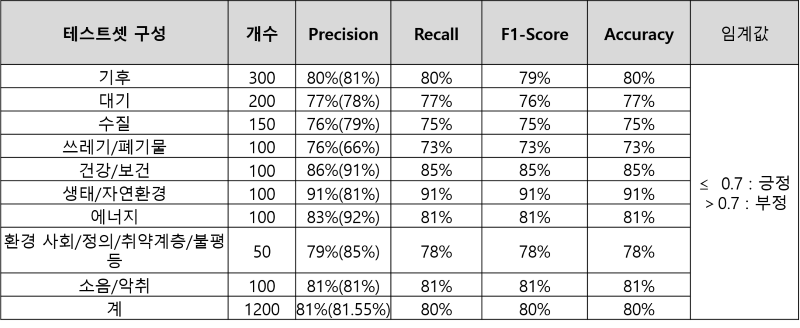 테스트셋 구성 개수 Precision Recall F1-Score Accuracy 임계값
기후 300 80%(81%) 80% 79% 80%
대기 200 77%(78%) 77% 76% 77%
수질 150 76%(79%) 75% 75% 75%
쓰레기/폐기물 100 76%(66%) 73% 73% 73%
건강/보건 100 86%(91%) 85% 85% 85%
≤ 0.7 : 긍정
생태/자연환경 100 91%(81%) 91% 91% 91%
> 0.7 : 부정
에너지 100 83%(92%) 81% 81% 81%
환경 사회/정의/취약계층/불평
등 50 79%(85%) 78% 78% 78%
소음/악취 100 81%(81%) 81% 81% 81%
계 1200 81%(81.55%) 80% 80% 80%